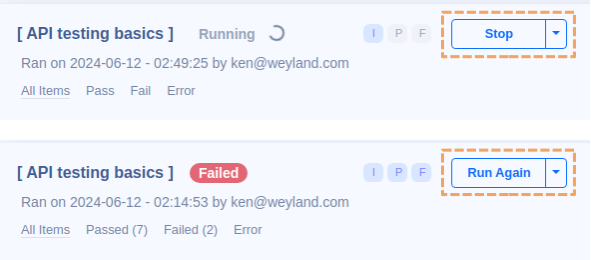 [ API testing basics ] Running I P F Stop
Ran on 2024-06-12 - 02:49:25 by ken@weyland.com
All Items Pass Fail Error
[ API testing basics ] Failed I P F Run Again
Ran on 2024-06-12 - 02:14:53 by ken@weyland.com
All Items Passed (7) Failed (2) Error